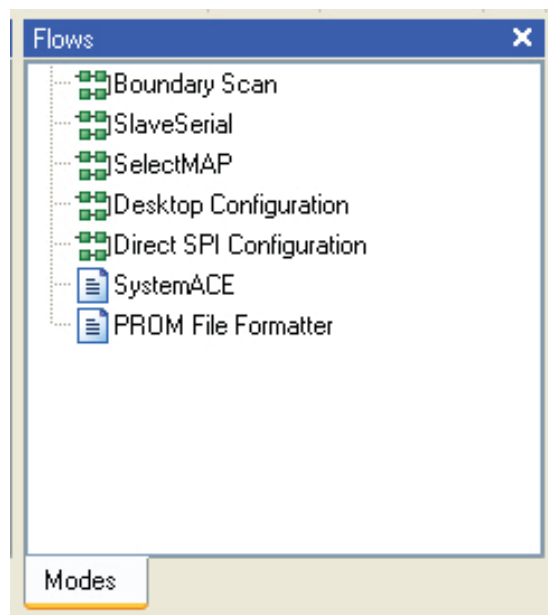 Flows
Boundary Scan
SlaveSerial
SelectMAP
Desktop Configuration
Direct SPI Configuration
SystemACE
PROM File Formatter
Modes